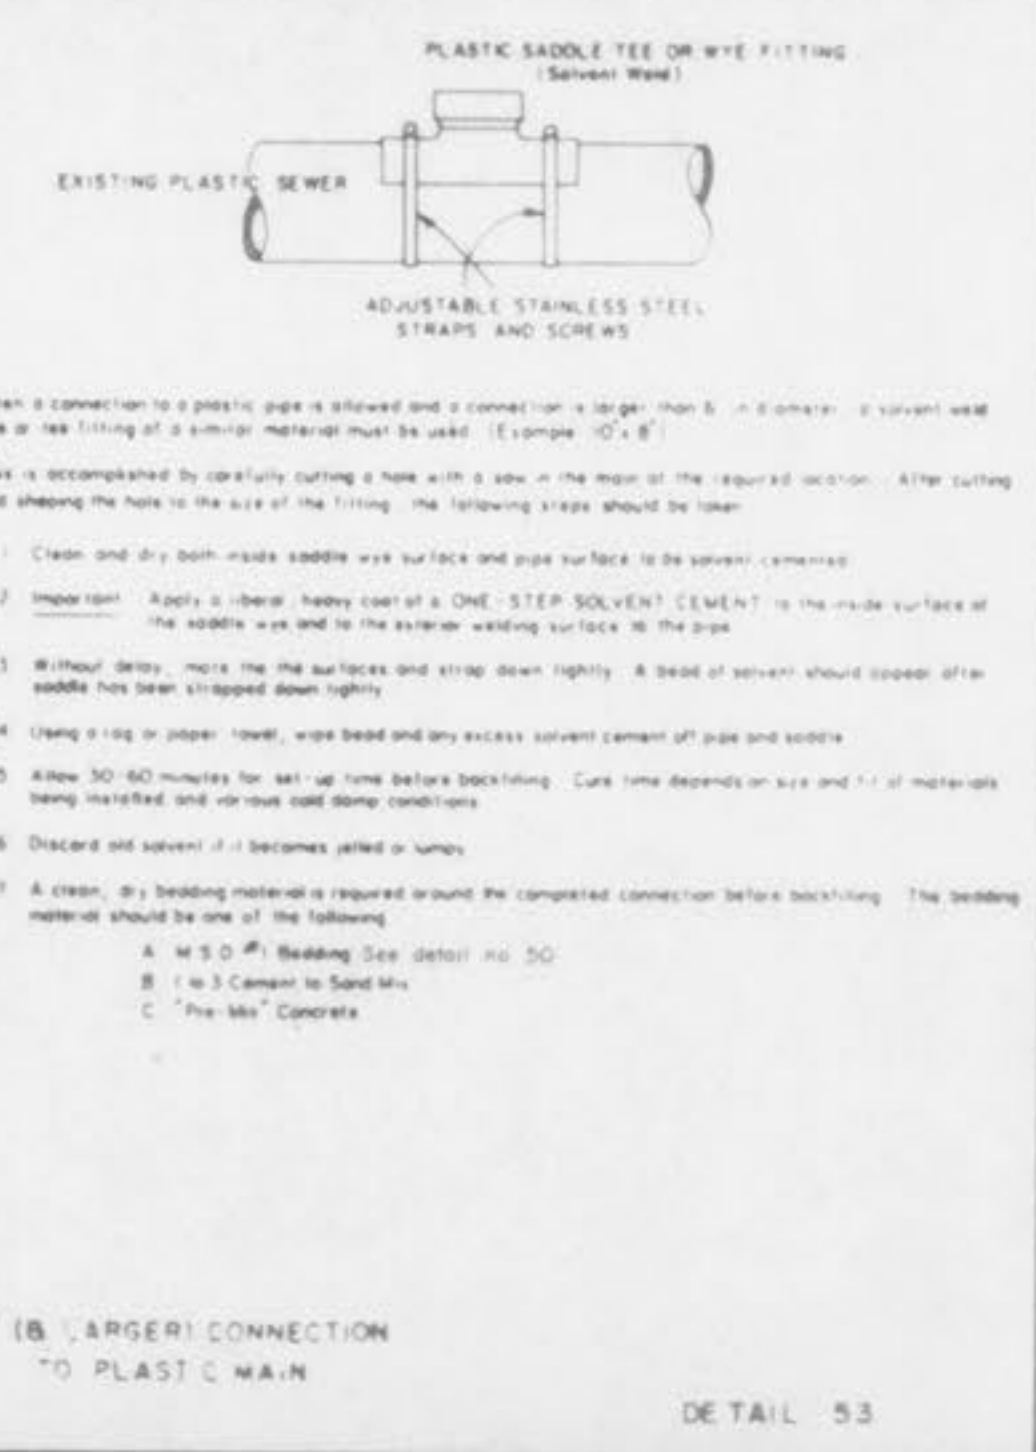 PLASTIC SADDLE TEE OR WYE FITTING
(Solvent Weld)
EXISTING PLASTIC SEWER
ADJUSTABLE STAINLESS STEEL
STRAPS AND SCREWS
a connection to a plastic pipe is allowed and a connection is larger than 6" in diameter, a solvent weld
or tee fitting of a similar material must be used. (Example 10" x 8")
is accomplished by carefully cutting a hole with a saw in the main at the required location. After cutting
shaping the hole to the size of the fitting, the following steps should be taken
1 Clean and dry both inside saddle wye surface and pipe surface to be solvent cemented
2 Important Apply a liberal, heavy coat of a ONE-STEP SOLVENT CEMENT to the inside surface of
the saddle wye and to the exterior welding surface the pipe
3 Without delay, the surfaces and strap down tightly. A bead of solvent should appear after
saddle has been strapped down tightly
4 Using a rag or paper towel, wipe bead and any excess solvent cement off pipe and saddle
5 Allow 30-60 minutes for set-up time before backfilling. Cure time depends on size and fit of materials
being installed, and various cold damp conditions
6 Discard old solvent if it becomes jelled or lumpy
7 A clean, dry bedding material is required around the completed connection before backfilling. The bedding
material should be one of the following
A M.S.D. #1 Bedding See detail no. 50
B 1 to 3 Cement to Sand Mix
C "Pre-Mix" Concrete
(8" LARGER) CONNECTION
TO PLASTIC MAIN
DETAIL 53